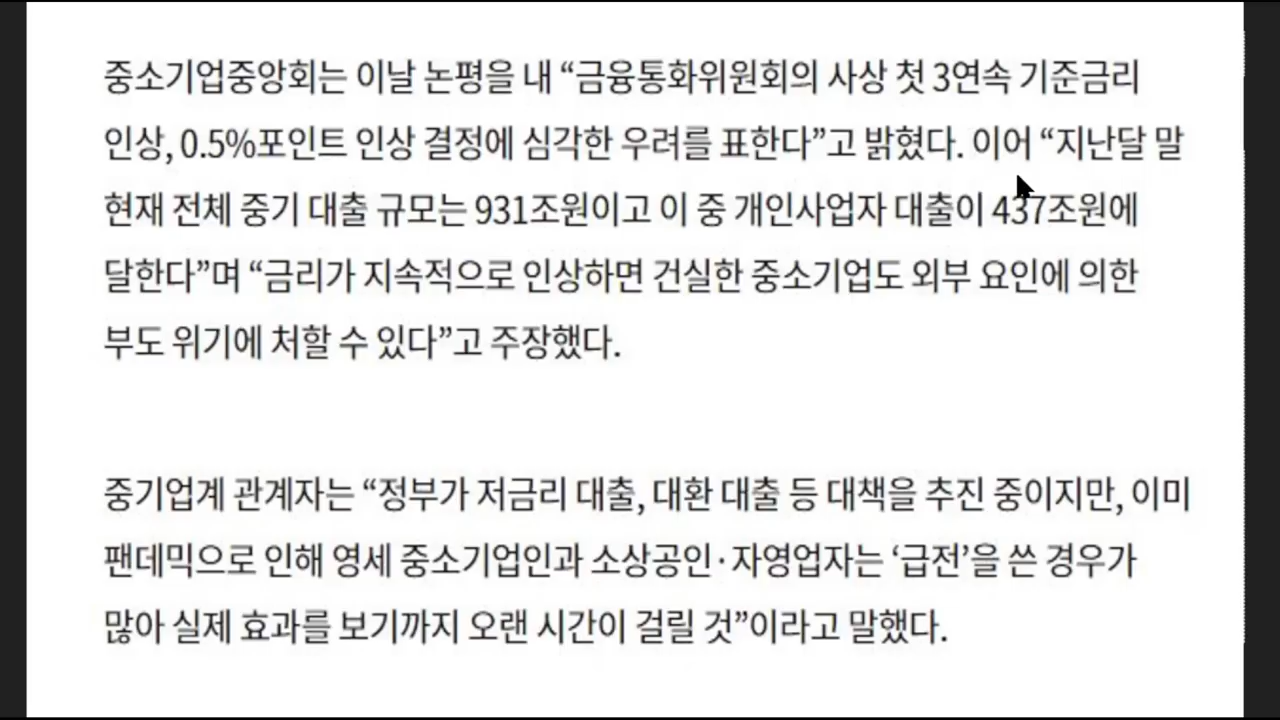 중소기업중앙회는 이날 논평을 내 “금융통화위원회의 사상 첫 3연속 기준금리
인상, 0.5%포인트 인상 결정에 심각한 우려를 표한다”고 밝혔다. 이어 “지난달 말
현재 전체 중기 대출 규모는 931조원이고 이 중 개인사업자 대출이 437조원에
달한다”며 “금리가 지속적으로 인상하면 건실한 중소기업도 외부 요인에 의한
부도 위기에 처할 수 있다”고 주장했다.
중기업계 관계자는 “정부가 저금리 대출, 대환 대출 등 대책을 추진 중이지만, 이미
팬데믹으로 인해 영세 중소기업인과 소상공인·자영업자는 ‘급전’을 쓴 경우가
많아 실제 효과를 보기까지 오랜 시간이 걸릴 것”이라고 말했다.